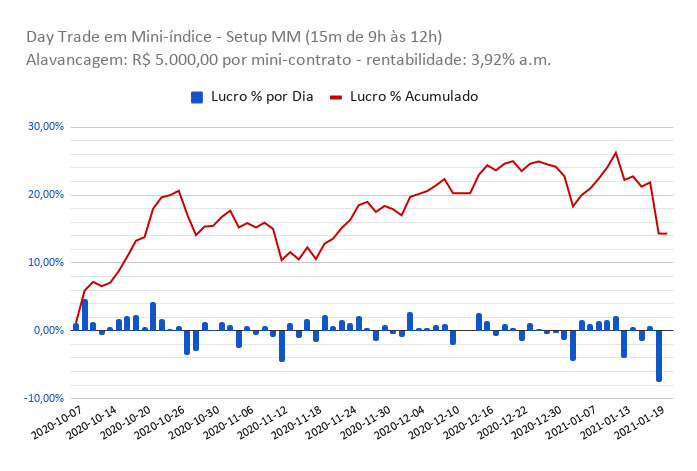 Day Trade em Mini-índice - Setup MM (15m de 9h às 12h)
Alavancagem: R$ 5.000,00 por mini-contrato - rentabilidade: 3,92% a.m.
Lucro % por Dia Lucro % Acumulado
30,00%
20,00%
10,00%
0,00%
-10,00%
2020-10-07 2020-10-14 2020-10-20 2020-10-26 2020-10-30 2020-11-06 2020-11-12 2020-11-18 2020-11-24 2020-11-30 2020-12-04 2020-12-10 2020-12-16 2020-12-22 2020-12-30 2021-01-07 2021-01-13 2021-01-19